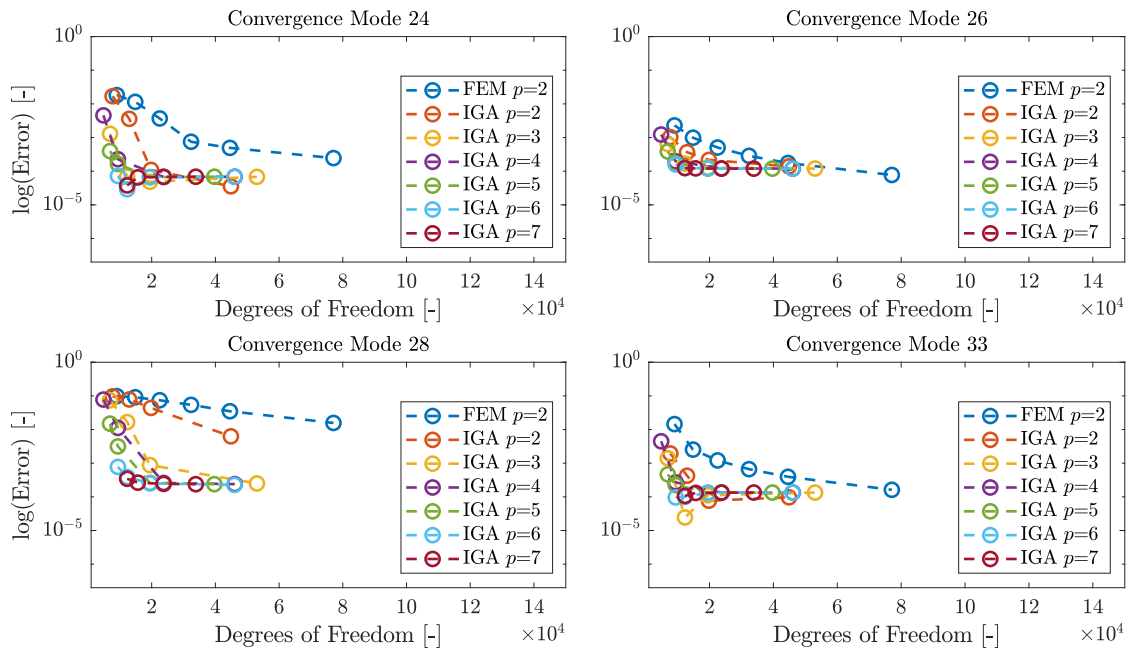 Convergence Mode 24
10^0
10^-5
log(Error) [-]
FEM p=2
IGA p=2
IGA p=3
IGA p=4
IGA p=5
IGA p=6
IGA p=7
2 4 6 8 10 12 14
×10^4
Degrees of Freedom [-]
Convergence Mode 26
10^0
10^-5
FEM p=2
IGA p=2
IGA p=3
IGA p=4
IGA p=5
IGA p=6
IGA p=7
2 4 6 8 10 12 14
×10^4
Degrees of Freedom [-]
Convergence Mode 28
10^0
10^-5
log(Error) [-]
FEM p=2
IGA p=2
IGA p=3
IGA p=4
IGA p=5
IGA p=6
IGA p=7
2 4 6 8 10 12 14
×10^4
Degrees of Freedom [-]
Convergence Mode 33
10^0
10^-5
FEM p=2
IGA p=2
IGA p=3
IGA p=4
IGA p=5
IGA p=6
IGA p=7
2 4 6 8 10 12 14
×10^4
Degrees of Freedom [-]